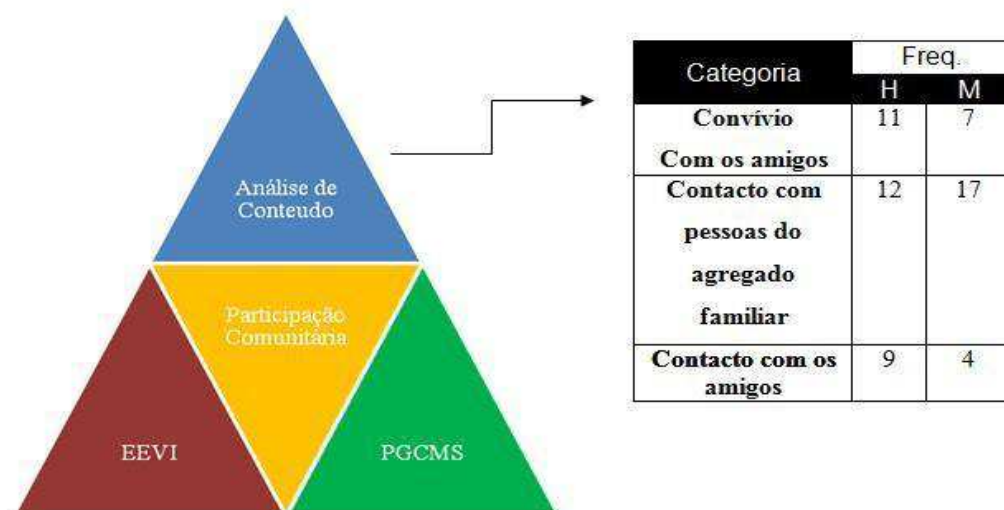 Análise de
Conteudo
Participação
Comunitária
EEVI
PGCMS
Categoria
Freq.
H M
Convívio 11 7
Com os amigos
Contacto com 12 17
pessoas do
agregado
familiar
Contacto com os 9 4
amigos